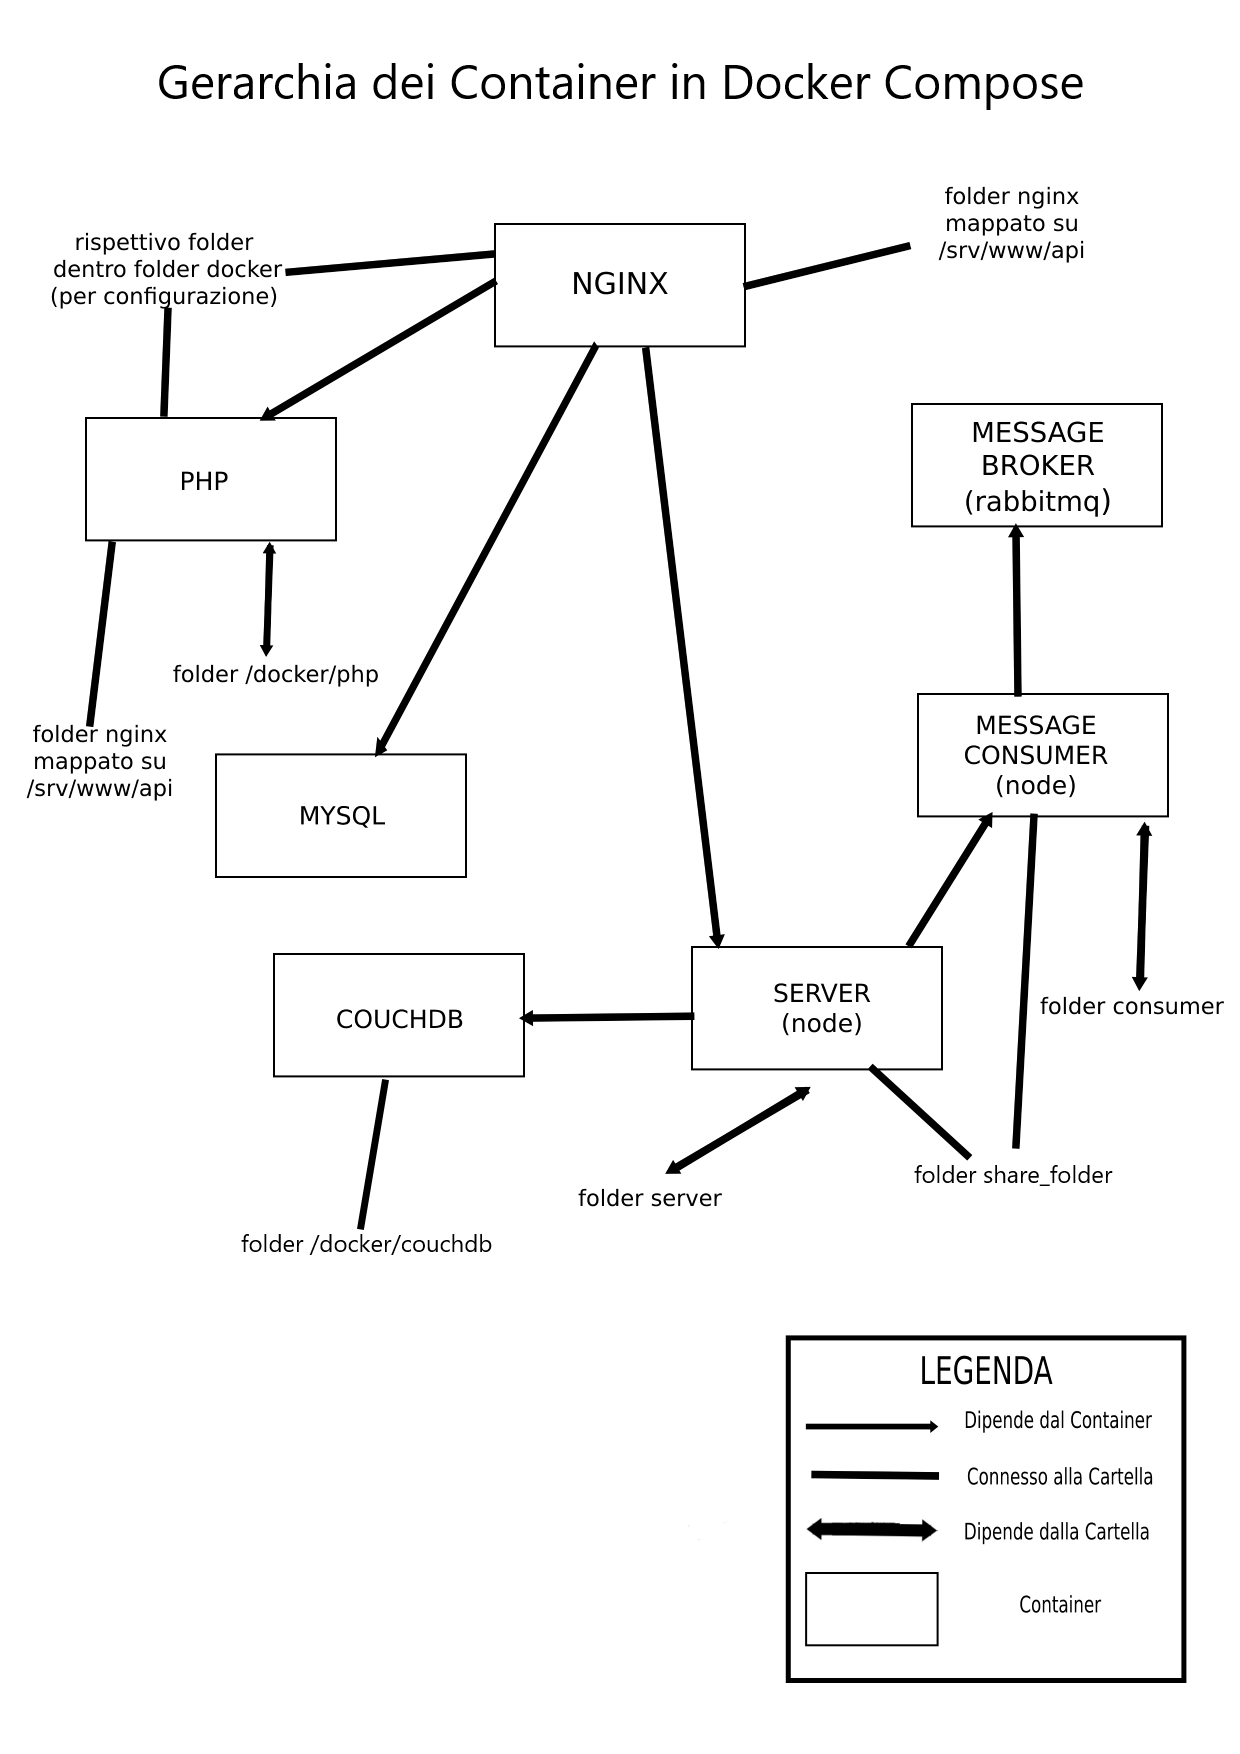 Gerarchia dei Container in Docker Compose
folder nginx
mappato su
/srv/www/api
rispettivo folder
dentro folder docker
(per configurazione)
NGINX
MESSAGE
BROKER
(rabbitmq)
PHP
folder /docker/php
folder nginx
mappato su
/srv/www/api
MESSAGE
CONSUMER
(node)
MYSQL
SERVER
(node)
COUCHDB
folder consumer
folder share_folder
folder server
folder /docker/couchdb
LEGENDA
Dipende dal Container
Connesso alla Cartella
Dipende dalla Cartella
Container